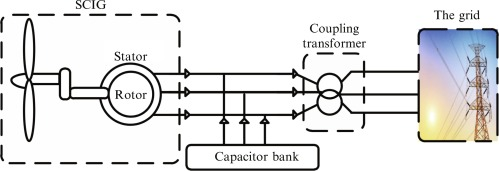 SCIG
Stator
Rotor
Coupling
transformer
The grid
Capacitor bank